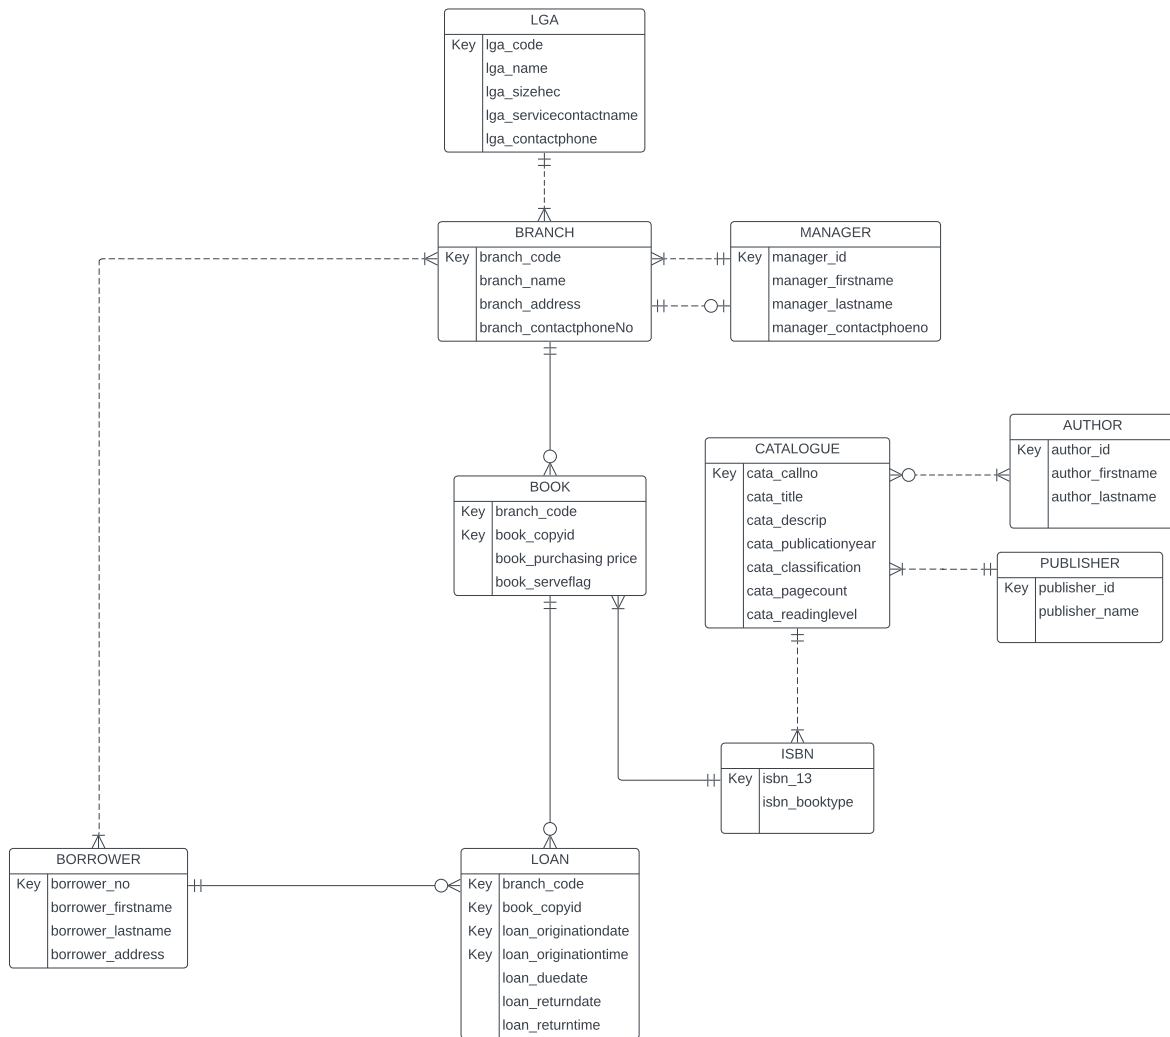 LGA
Key lga_code
lga_name
lga_sizehec
lga_servicecontactname
lga_contactphone
BRANCH
Key branch_code
branch_name
branch_address
branch_contactphoneNo
MANAGER
Key manager_id
manager_firstname
manager_lastname
manager_contactphoeno
BOOK
Key branch_code
Key book_copyid
book_purchasing price
book_serveflag
CATALOGUE
Key cata_callno
cata_title
cata_descrip
cata_publicationyear
cata_classification
cata_pagecount
cata_readinglevel
AUTHOR
Key author_id
author_firstname
author_lastname
PUBLISHER
Key publisher_id
publisher_name
ISBN
Key isbn_13
isbn_booktype
BORROWER
Key borrower_no
borrower_firstname
borrower_lastname
borrower_address
LOAN
Key branch_code
Key book_copyid
Key loan_originationdate
Key loan_originationtime
loan_duedate
loan_returndate
loan_returntime